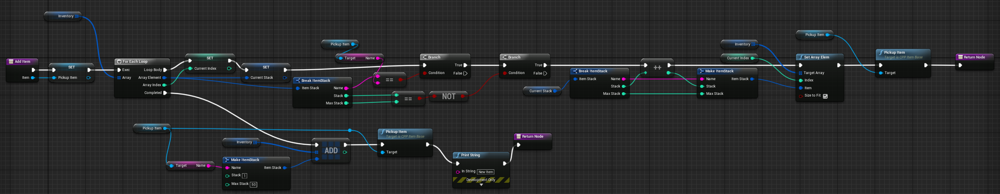 Inventory
Add Item
Item
SET
Pickup Item
For Each Loop
Exec
Loop Body
Array
Array Element
Array Index
Completed
SET
Current Index
SET
Current Stack
Pickup Item
Target
Name
Break ItemStack
Item Stack
Name
Stack
Max Stack
==
==
NOT
Branch
True
Condition
False
Branch
True
Condition
False
Current Stack
Break ItemStack
Item Stack
Name
Stack
Max Stack
++
Make ItemStack
Name
Item Stack
Stack
Max Stack
Inventory
Current Index
Set Array Elem
Target Array
Index
Item
Size to Fit
Pickup Item
Pickup Item
Target is CPP Item Base
Target
Return Node
Pickup Item
Target
Name
Inventory
Make ItemStack
Name
Item Stack
Stack 1
Max Stack 50
ADD
Pickup Item
Target is CPP Item Base
Target
Print String
In String New Item
Development Only
Return Node